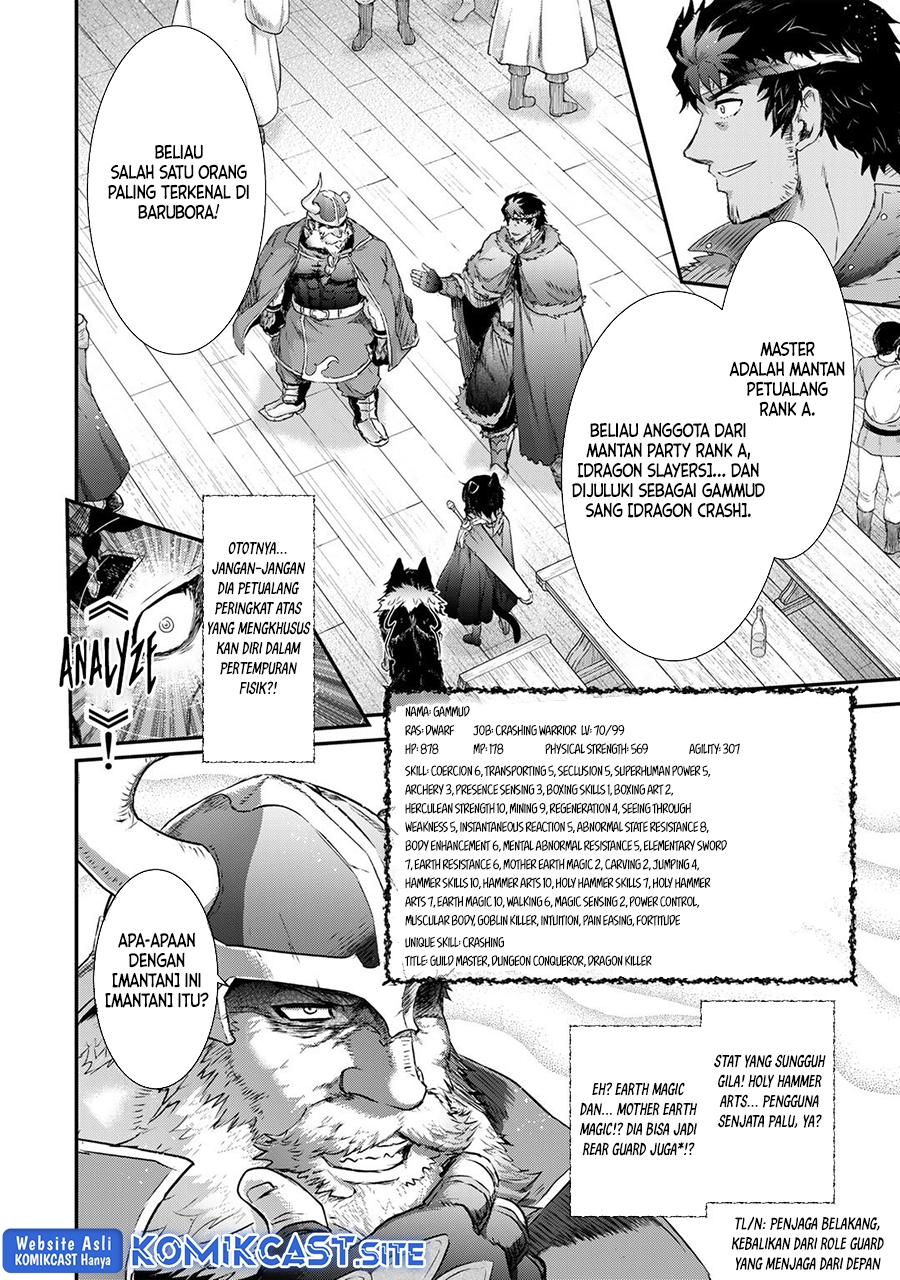 BELIAU
SALAH SATU ORANG
PALING TERKENAL DI
BARUBORA!
MASTER
ADALAH MANTAN
PETUALANG
RANK A.
BELIAU ANGGOTA DARI
MANTAN PARTY RANK A,
[DRAGON SLAYERS]... DAN
DIJULUKI SEBAGAI GAMMUD
SANG [DRAGON CRASH].
OTOTNYA...
JANGAN-JANGAN
DIA PETUALANG
PERINGKAT ATAS
YANG MENGKHUSUS
KAN DIRI DALAM
PERTEMPURAN
FISIK?!
《ANALYZE》!
NAMA: GAMMUD
RAS: DWARF JOB: CRASHING WARRIOR LV: 70/99
HP: 878 MP: 178 PHYSICAL STRENGTH: 569 AGILITY: 307
SKILL: COERCION 6, TRANSPORTING 5, SECLUSION 5, SUPERHUMAN POWER 5,
ARCHERY 3, PRESENCE SENSING 3, BOXING SKILLS 1, BOXING ART 2,
HERCULEAN STRENGTH 10, MINING 9, REGENERATION 4, SEEING THROUGH
WEAKNESS 5, INSTANTANEOUS REACTION 5, ABNORMAL STATE RESISTANCE 8,
BODY ENHANCEMENT 6, MENTAL ABNORMAL RESISTANCE 5, ELEMENTARY SWORD
7, EARTH RESISTANCE 6, MOTHER EARTH MAGIC 2, CARVING 2, JUMPING 4,
HAMMER SKILLS 10, HAMMER ARTS 10, HOLY HAMMER SKILLS 7, HOLY HAMMER
ARTS 7, EARTH MAGIC 10, WALKING 6, MAGIC SENSING 2, POWER CONTROL,
MUSCULAR BODY, GOBLIN KILLER, INTUITION, PAIN EASING, FORTITUDE
UNIQUE SKILL: CRASHING
TITLE: GUILD MASTER, DUNGEON CONQUEROR, DRAGON KILLER
APA-APAAN
DENGAN
[MANTAN] INI
[MANTAN] ITU?
STAT YANG SUNGGUH
GILA! HOLY HAMMER
ARTS... PENGGUNA
SENJATA PALU, YA?
EH? EARTH MAGIC
DAN... MOTHER EARTH
MAGIC!? DIA BISA JADI
REAR GUARD JUGA*!?
TL/N: PENJAGA BELAKANG,
KEBALIKAN DARI ROLE GUARD
YANG MENJAGA DARI DEPAN
Website Asli
KOMIKCAST Hanya
KOMIKCAST.SITE